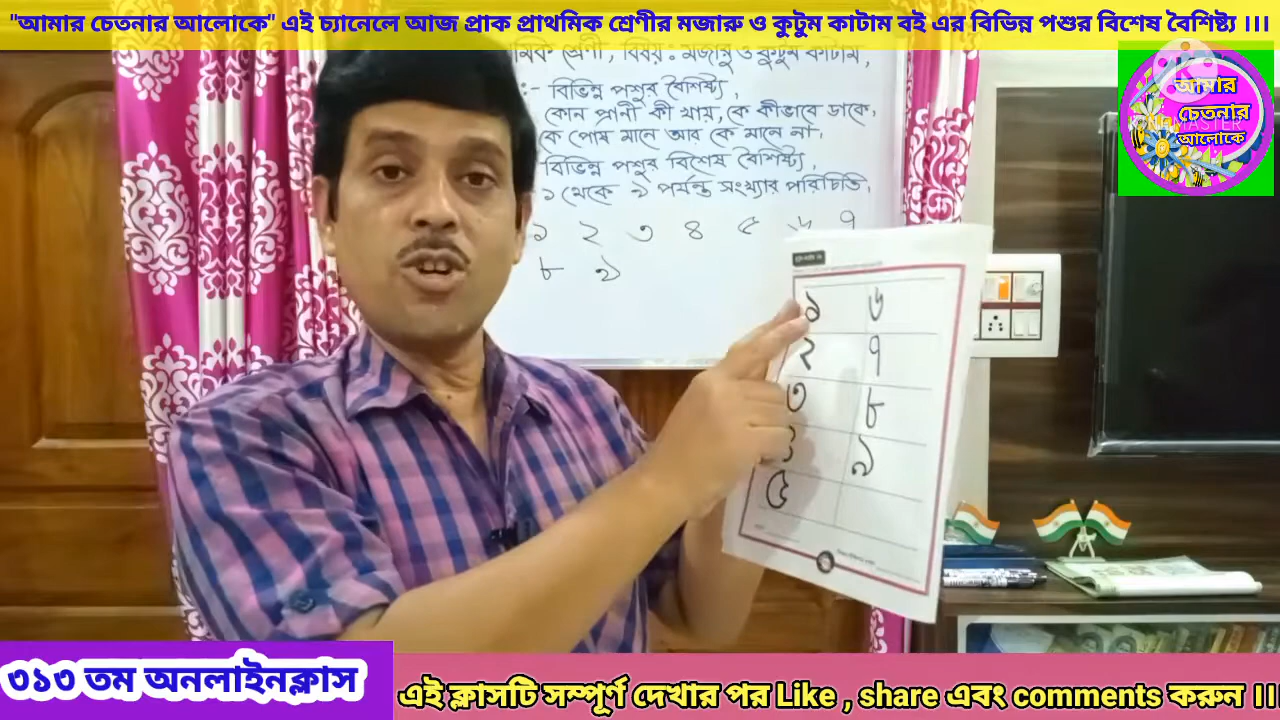 "আমার চেতনার আলোকে" এই চ্যানেলে আজ প্রাক প্রাথমিক শ্রেণীর মজারু ও কুটুম কাটাম বই এর বিভিন্ন পশুর বিশেষ বৈশিষ্ট্য ।।।
শ্রেণী, বিষয়ঃ মজারু ও কুটুম কাটাম,
:- বিভিন্ন পশুর বৈশিষ্ট্য,
কোন প্রানী কী খায়, কে কীভাবে ডাকে,
কে পোষ মানে আর কে মানে না,
বিভিন্ন পশুর বিশেষ বৈশিষ্ট্য,
১ থেকে ৯ পর্যন্ত সংখ্যার পরিচিতি,
১ ২ ৩ ৪ ৫ ৬ ৭
৮ ৯
আমার
চেতনার
আলোকে
১ ৬
২ ৭
৩ ৮
৯
৫
৩১৩ তম অনলাইনক্লাস
এই ক্লাসটি সম্পূর্ণ দেখার পর Like , share এবং comments করুন ।।